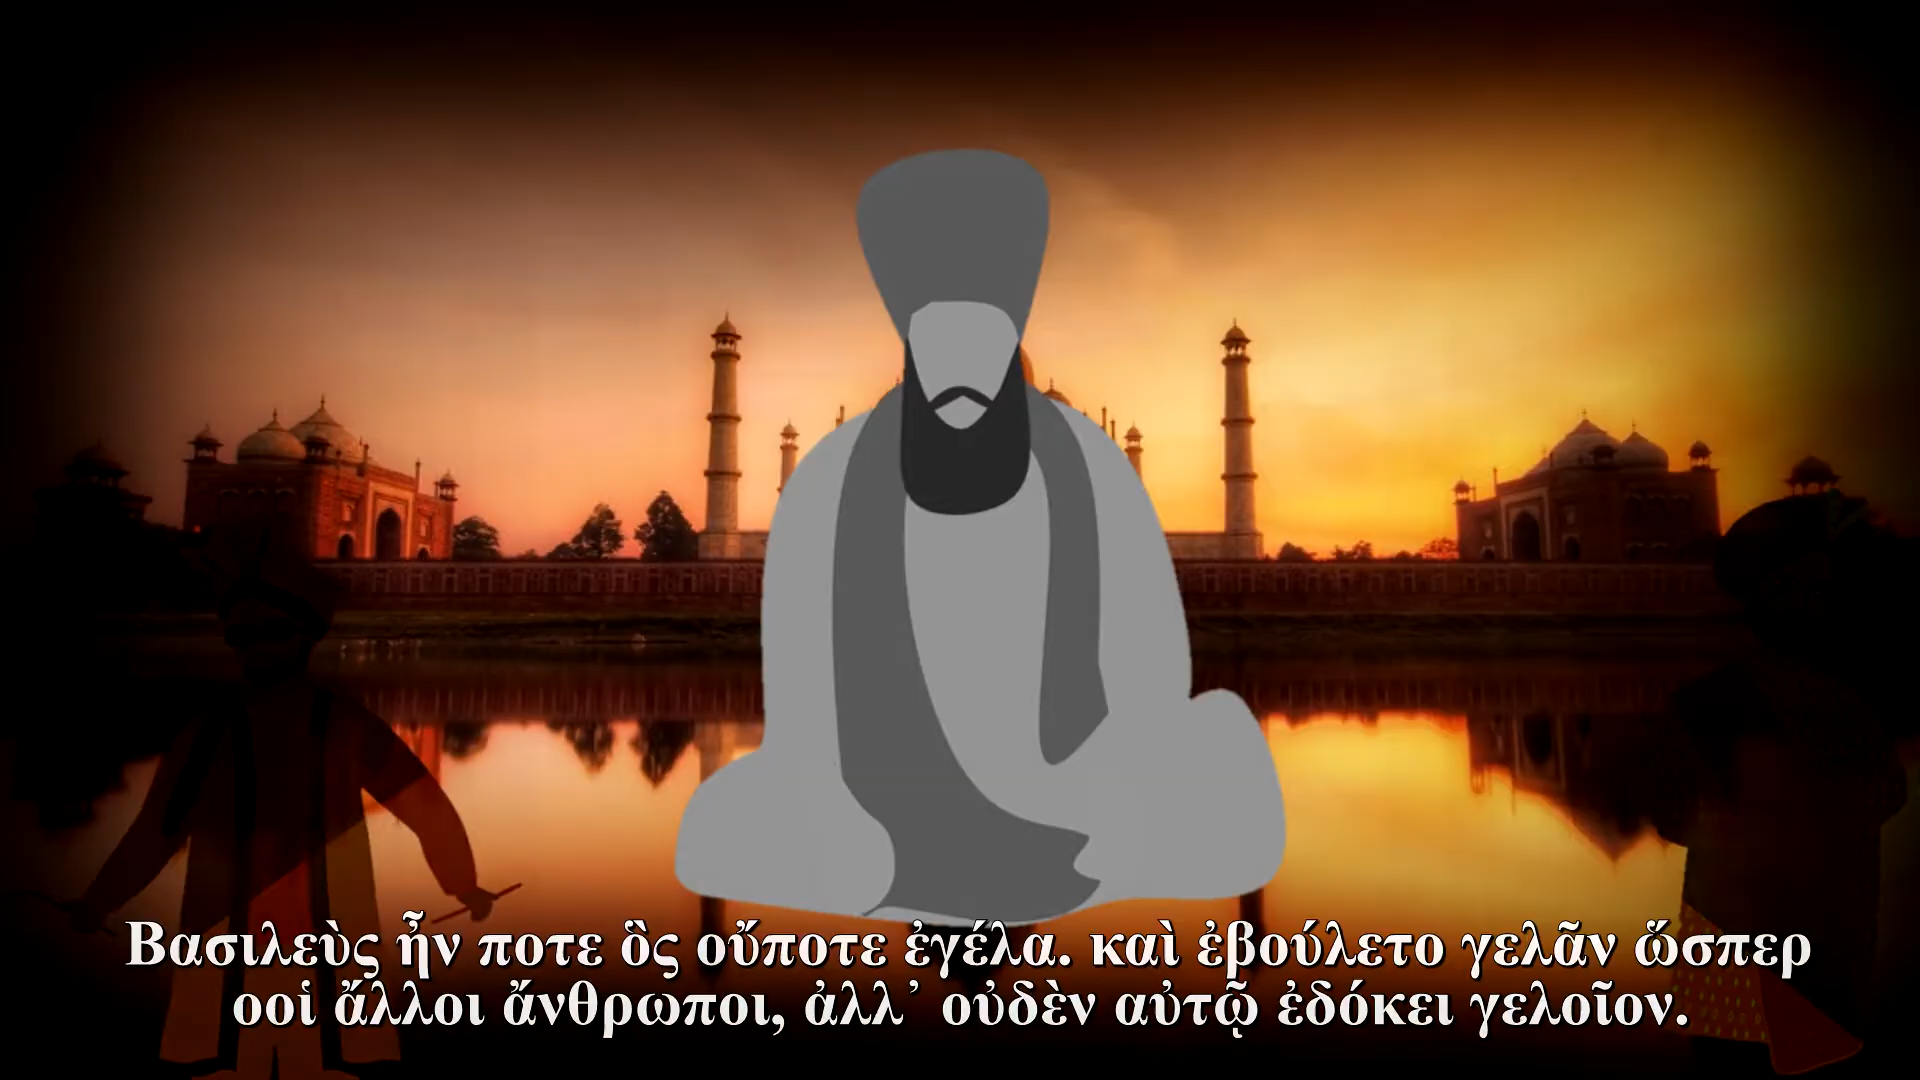 Βασιλεὺς ἦν ποτε ὃς οὔποτε ἐγέλα. καὶ ἐβούλετο γελᾶν ὥσπερ
οοἱ ἄλλοι ἄνθρωποι, ἀλλ᾽ οὐδὲν αὐτῷ ἐδόκει γελοῖον.